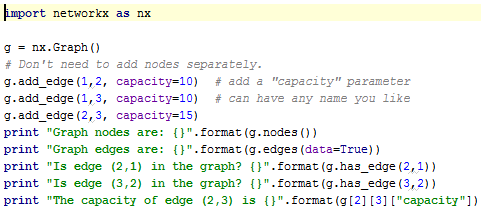 import networkx as nx
g = nx.Graph()
# Don't need to add nodes separately.
g.add_edge(1,2, capacity=10)  # add a "capacity" parameter
g.add_edge(1,3, capacity=10)  # can have any name you like
g.add_edge(2,3, capacity=15)
print "Graph nodes are: {}".format(g.nodes())
print "Graph edges are: {}".format(g.edges(data=True))
print "Is edge (2,1) in the graph? {}".format(g.has_edge(2,1))
print "Is edge (3,2) in the graph? {}".format(g.has_edge(3,2))
print "The capacity of edge (2,3) is {}".format(g[2][3]["capacity"])